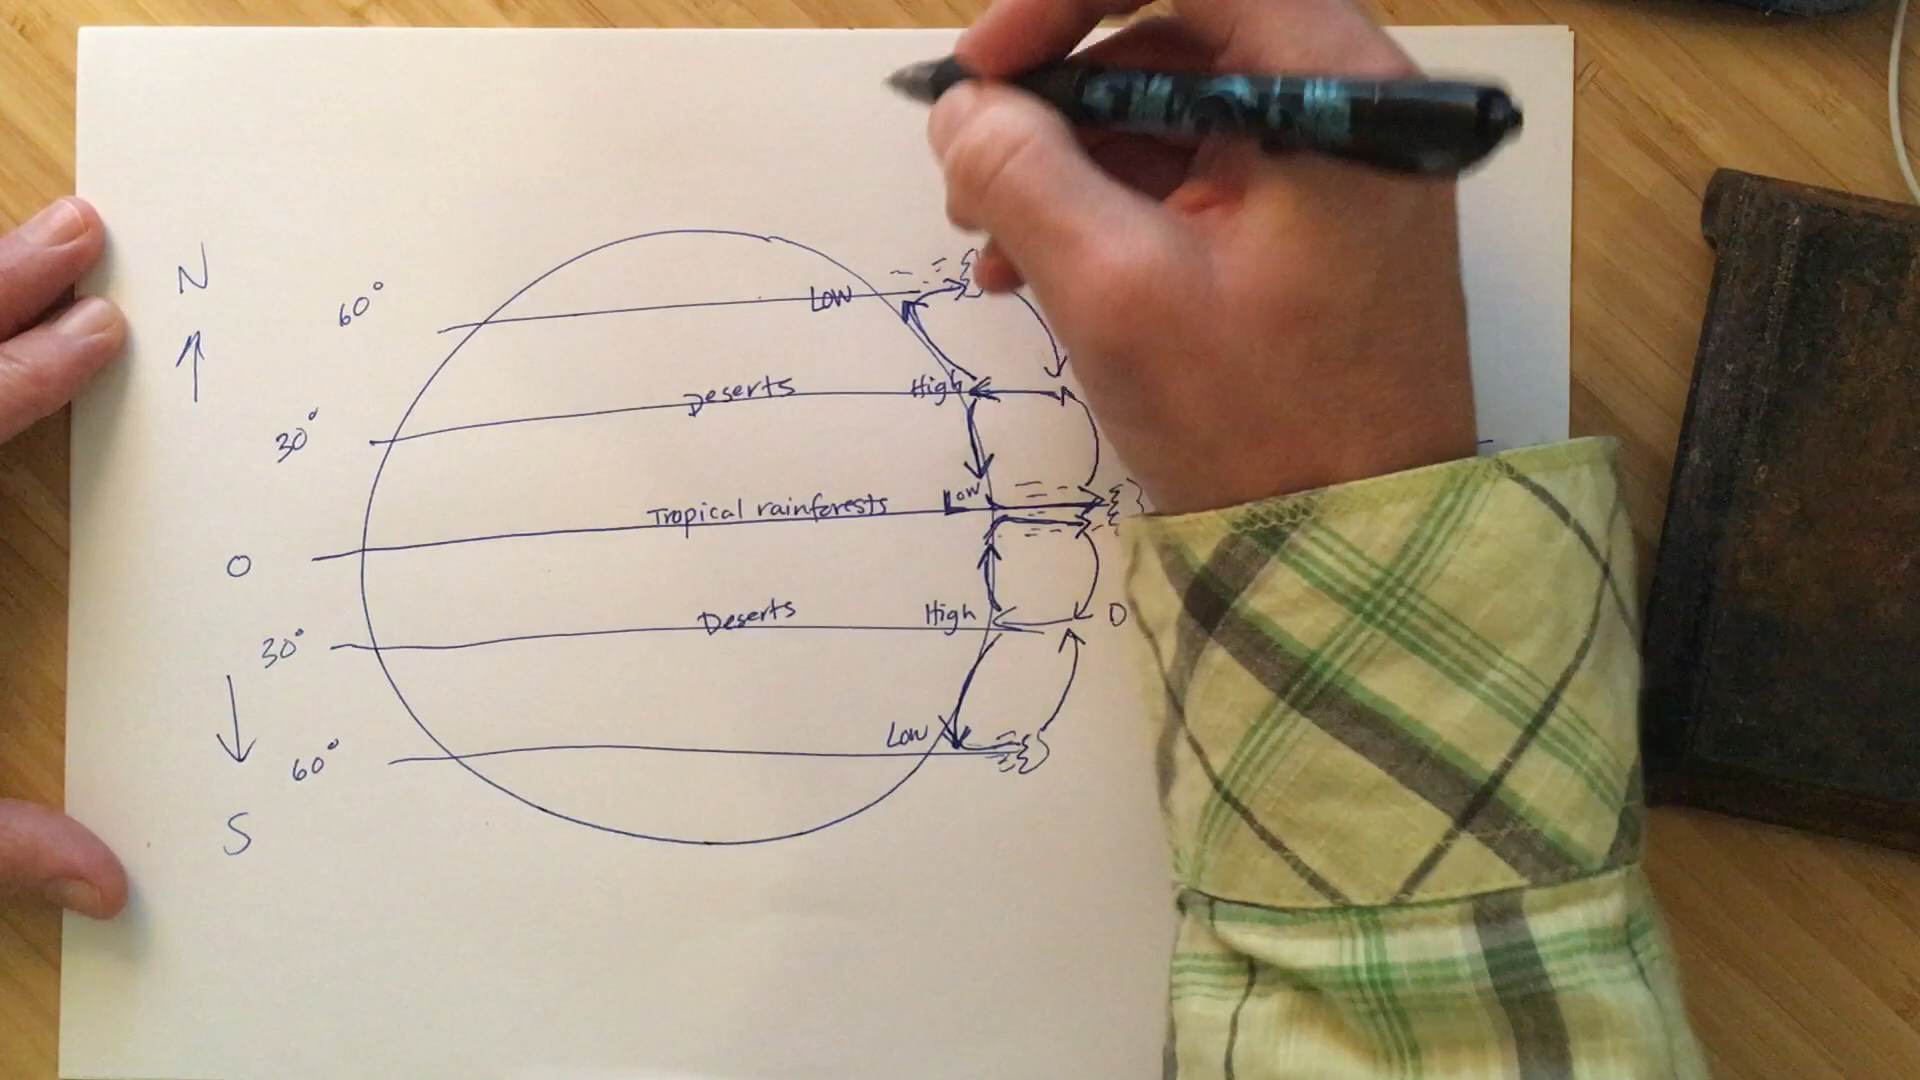 N
60° Low
Deserts High
30°
Tropical rainforests Low
0
Deserts High D
30°
Low
60°
S